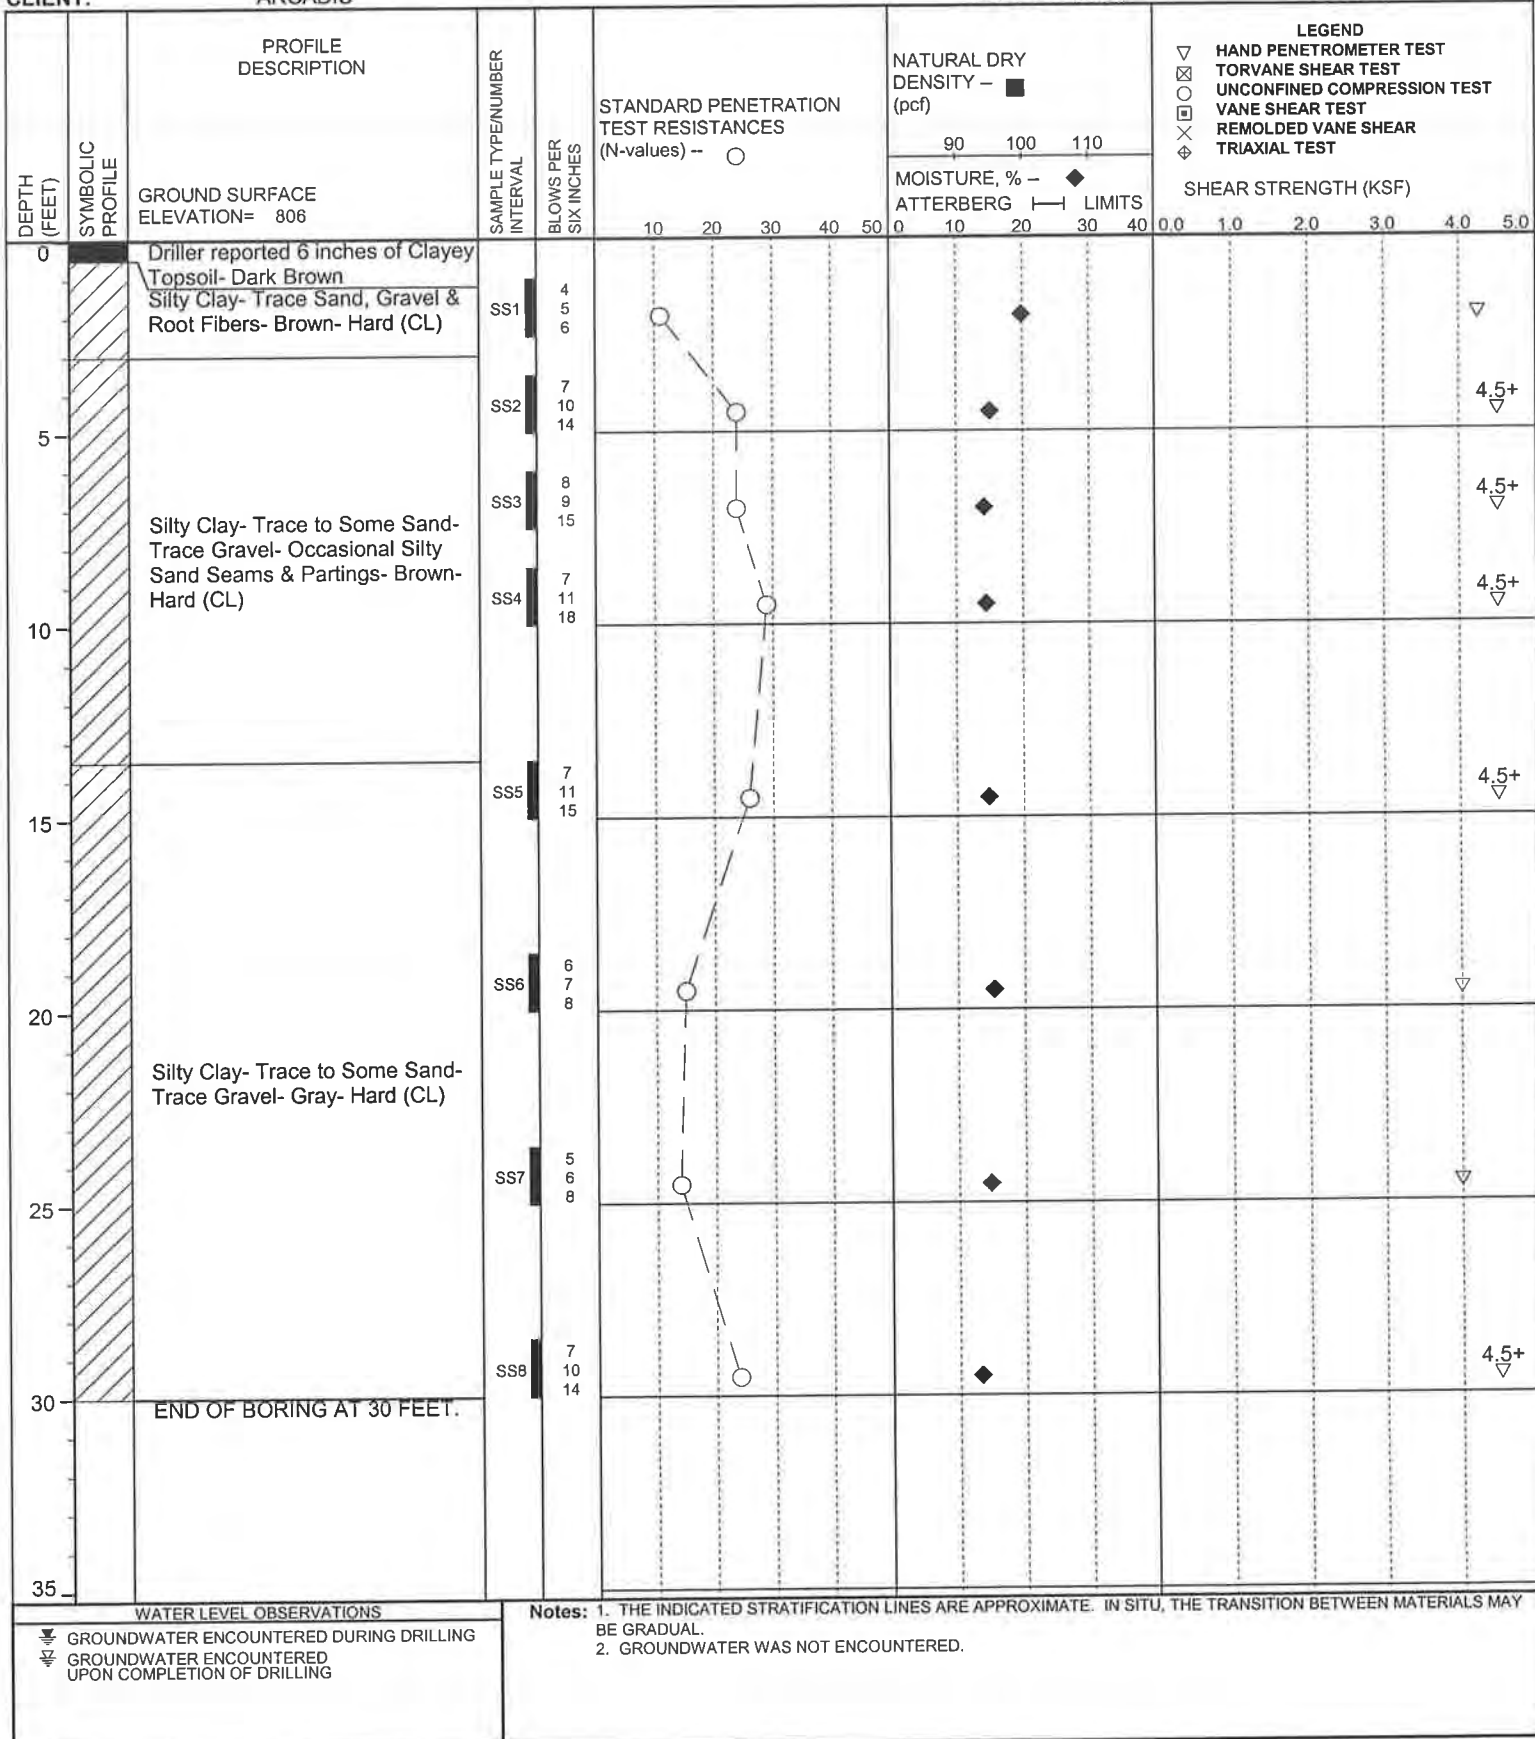 PROFILE
DESCRIPTION
DEPTH
(FEET)
SYMBOLIC
PROFILE
GROUND SURFACE
ELEVATION= 806
SAMPLE TYPE/NUMBER
INTERVAL
BLOWS PER
SIX INCHES
STANDARD PENETRATION
TEST RESISTANCES
(N-values) --
10 20 30 40 50
NATURAL DRY
DENSITY –
(pcf)
90 100 110
MOISTURE, % –
ATTERBERG LIMITS
0 10 20 30 40
LEGEND
HAND PENETROMETER TEST
TORVANE SHEAR TEST
UNCONFINED COMPRESSION TEST
VANE SHEAR TEST
REMOLDED VANE SHEAR
TRIAXIAL TEST
SHEAR STRENGTH (KSF)
0.0 1.0 2.0 3.0 4.0 5.0
0
Driller reported 6 inches of Clayey
Topsoil- Dark Brown
Silty Clay- Trace Sand, Gravel &
Root Fibers- Brown- Hard (CL)
SS1
4
5
6
SS2
7
10
14
4.5+
5
SS3
8
9
15
4.5+
Silty Clay- Trace to Some Sand-
Trace Gravel- Occasional Silty
Sand Seams & Partings- Brown-
Hard (CL)
SS4
7
11
18
4.5+
10
SS5
7
11
15
4.5+
15
SS6
6
7
8
20
Silty Clay- Trace to Some Sand-
Trace Gravel- Gray- Hard (CL)
SS7
5
6
8
25
SS8
7
10
14
4.5+
30
END OF BORING AT 30 FEET.
35
WATER LEVEL OBSERVATIONS
GROUNDWATER ENCOUNTERED DURING DRILLING
GROUNDWATER ENCOUNTERED
UPON COMPLETION OF DRILLING
Notes: 1. THE INDICATED STRATIFICATION LINES ARE APPROXIMATE. IN SITU, THE TRANSITION BETWEEN MATERIALS MAY
BE GRADUAL.
2. GROUNDWATER WAS NOT ENCOUNTERED.